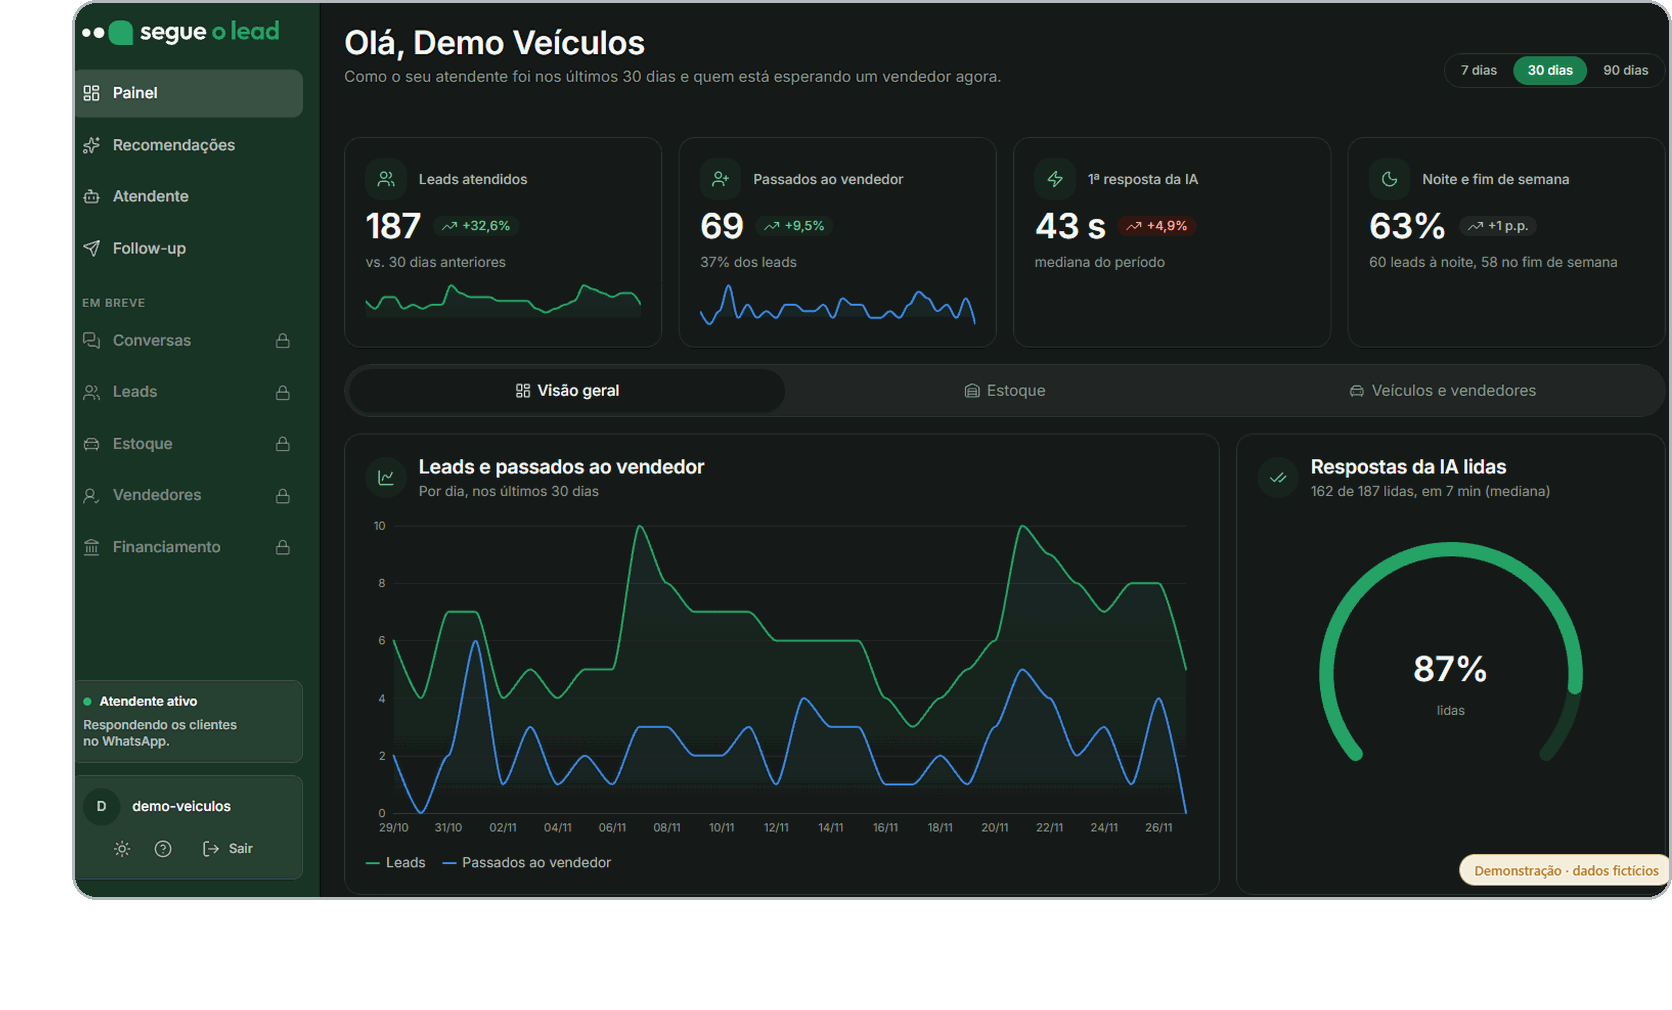 segue o lead
Painel
Recomendações
Atendente
Follow-up
EM BREVE
Conversas
Leads
Estoque
Vendedores
Financiamento
Atendente ativo
Respondendo os clientes
no WhatsApp.
D demo-veiculos
Sair
Olá, Demo Veículos
Como o seu atendente foi nos últimos 30 dias e quem está esperando um vendedor agora.
7 dias 30 dias 90 dias
Leads atendidos
187 +32,6%
vs. 30 dias anteriores
Passados ao vendedor
69 +9,5%
37% dos leads
1ª resposta da IA
43 s +4,9%
mediana do período
Noite e fim de semana
63% +1 p.p.
60 leads à noite, 58 no fim de semana
Visão geral Estoque Veículos e vendedores
Leads e passados ao vendedor
Por dia, nos últimos 30 dias
10
8
6
4
2
0
29/10 31/10 02/11 04/11 06/11 08/11 10/11 12/11 14/11 16/11 18/11 20/11 22/11 24/11 26/11
Leads Passados ao vendedor
Respostas da IA lidas
162 de 187 lidas, em 7 min (mediana)
87%
lidas
Demonstração · dados fictícios